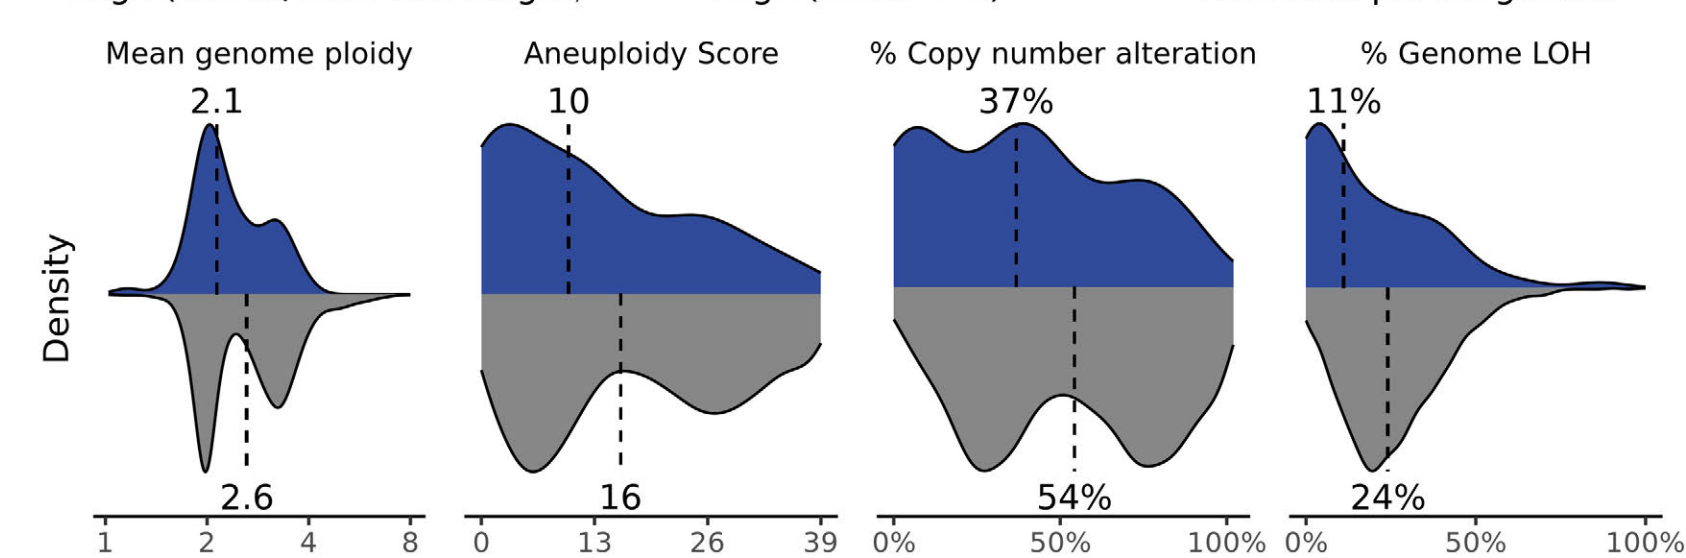 Mean genome ploidy
Aneuploidy Score
% Copy number alteration
% Genome LOH
2.1
10
37%
11%
Density
2.6
16
54%
24%
1 2 4 8
0 13 26 39
0% 50% 100%
0% 50% 100%